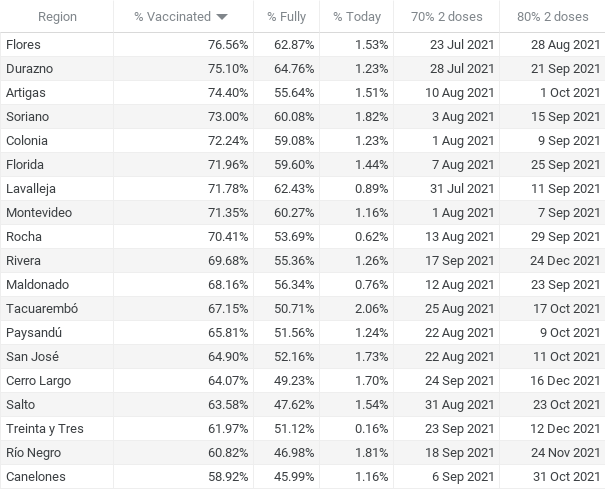 Region % Vaccinated % Fully % Today 70% 2 doses 80% 2 doses
Flores 76.56% 62.87% 1.53% 23 Jul 2021 28 Aug 2021
Durazno 75.10% 64.76% 1.23% 28 Jul 2021 21 Sep 2021
Artigas 74.40% 55.64% 1.51% 10 Aug 2021 1 Oct 2021
Soriano 73.00% 60.08% 1.82% 3 Aug 2021 15 Sep 2021
Colonia 72.24% 59.08% 1.23% 1 Aug 2021 9 Sep 2021
Florida 71.96% 59.60% 1.44% 7 Aug 2021 25 Sep 2021
Lavalleja 71.78% 62.43% 0.89% 31 Jul 2021 11 Sep 2021
Montevideo 71.35% 60.27% 1.16% 1 Aug 2021 7 Sep 2021
Rocha 70.41% 53.69% 0.62% 13 Aug 2021 29 Sep 2021
Rivera 69.68% 55.36% 1.26% 17 Sep 2021 24 Dec 2021
Maldonado 68.16% 56.34% 0.76% 12 Aug 2021 23 Sep 2021
Tacuarembó 67.15% 50.71% 2.06% 25 Aug 2021 17 Oct 2021
Paysandú 65.81% 51.56% 1.24% 22 Aug 2021 9 Oct 2021
San José 64.90% 52.16% 1.73% 22 Aug 2021 11 Oct 2021
Cerro Largo 64.07% 49.23% 1.70% 24 Sep 2021 16 Dec 2021
Salto 63.58% 47.62% 1.54% 31 Aug 2021 23 Oct 2021
Treinta y Tres 61.97% 51.12% 0.16% 23 Sep 2021 12 Dec 2021
Río Negro 60.82% 46.98% 1.81% 18 Sep 2021 24 Nov 2021
Canelones 58.92% 45.99% 1.16% 6 Sep 2021 31 Oct 2021